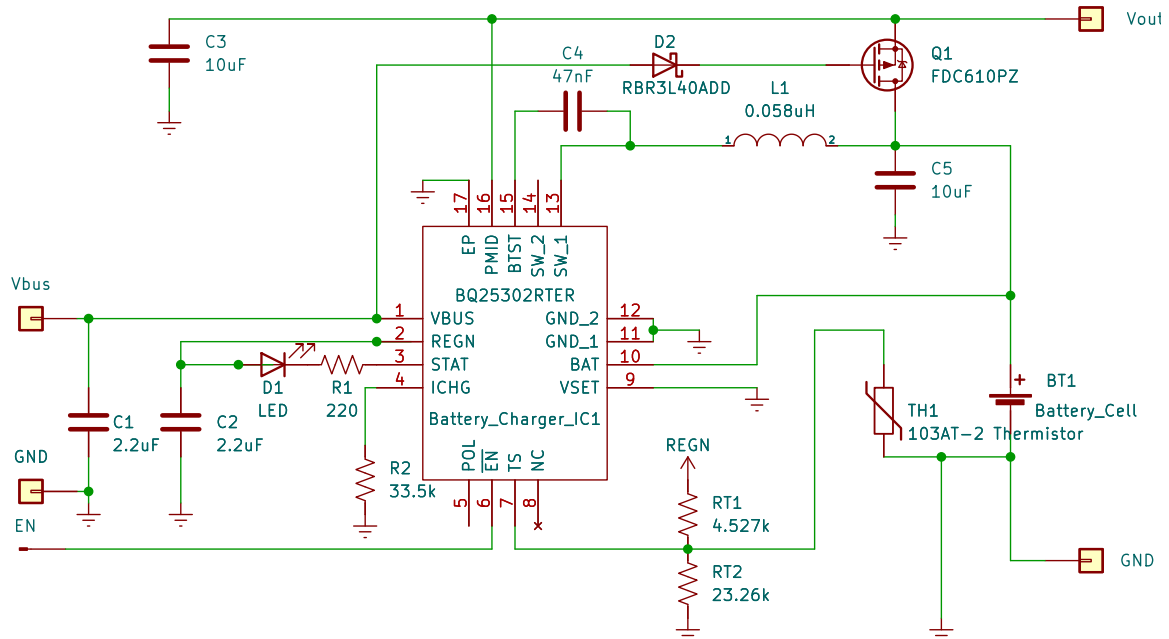 C3
10uF
C4
47nF
D2
RBR3L40ADD
L1
0.058uH
1
2
Q1
FDC610PZ
Vout
C5
10uF
17
16
15
14
13
EP
PMID
BTST
SW_2
SW_1
BQ25302RTER
Vbus
1
VBUS
2
REGN
3
STAT
4
ICHG
12
GND_2
11
GND_1
10
BAT
9
VSET
Battery_Charger_IC1
POL
EN
TS
NC
5
6
7
8
D1
LED
R1
220
C1
2.2uF
C2
2.2uF
GND
EN
R2
33.5k
REGN
RT1
4.527k
RT2
23.26k
TH1
103AT-2 Thermistor
+
BT1
Battery_Cell
GND